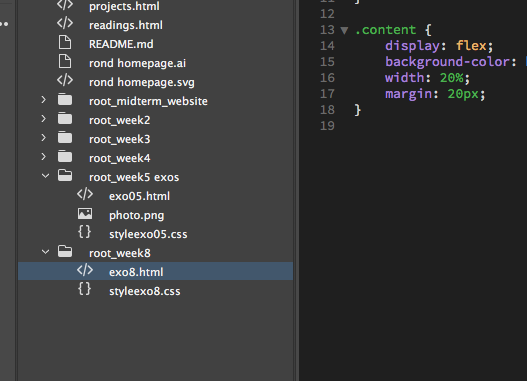 projects.html
readings.html
README.md
rond homepage.ai
rond homepage.svg
root_midterm_website
root_week2
root_week3
root_week4
root_week5 exos
exo05.html
photo.png
{} styleexo05.css
root_week8
exo8.html
{} styleexo8.css
12
13 .content {
14 display: flex;
15 background-color:
16 width: 20%;
17 margin: 20px;
18 }
19